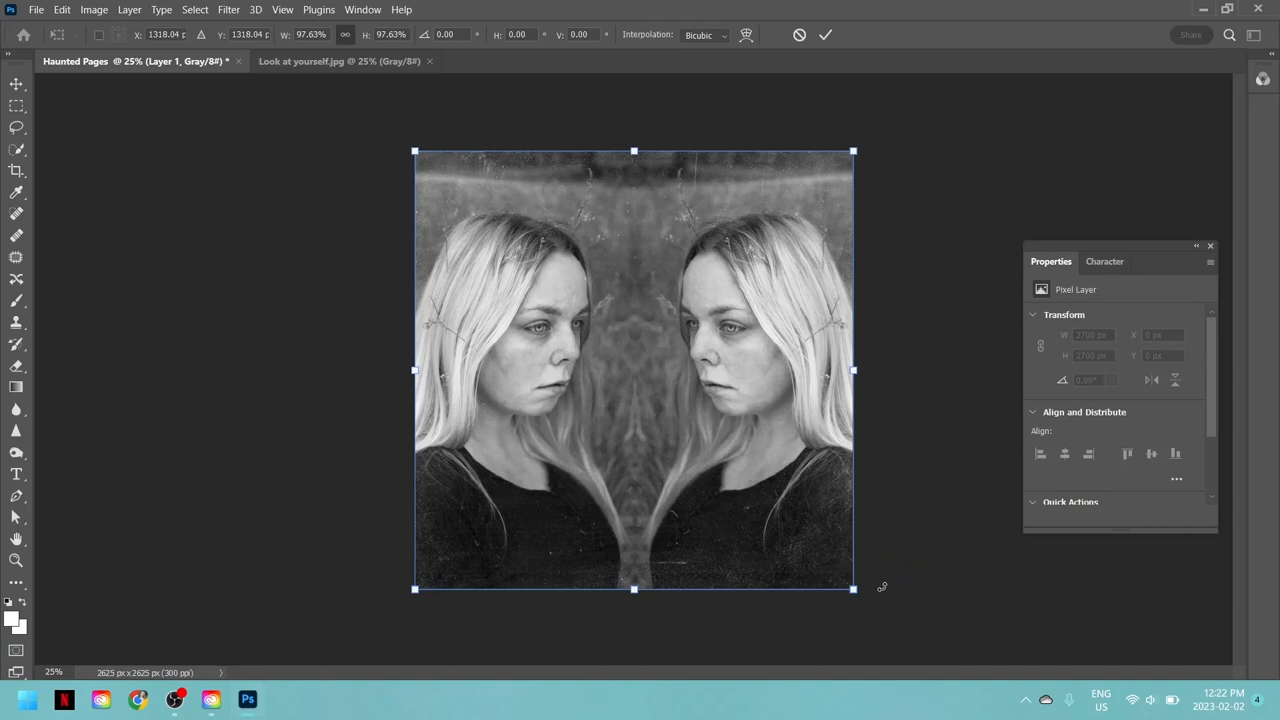 Ps File Edit Image Layer Type Select Filter 3D View Plugins Window Help
X: 1318.04 p Y: 1318.04 p W: 97.63% H: 97.63% 0.00 ° H: 0.00 ° V: 0.00 ° Interpolation: Bicubic Share
Haunted Pages @ 25% (Layer 1, Gray/8#) * × Look at yourself.jpg @ 25% (Gray/8#) ×
Properties Character
Pixel Layer
Transform
W 2700 px X 0 px
H 2700 px Y 0 px
0.00°
Align and Distribute
Align:
Quick Actions
25% 2625 px x 2625 px (300 ppi)
N Ps ENG 12:22 PM 4
US 2023-02-02